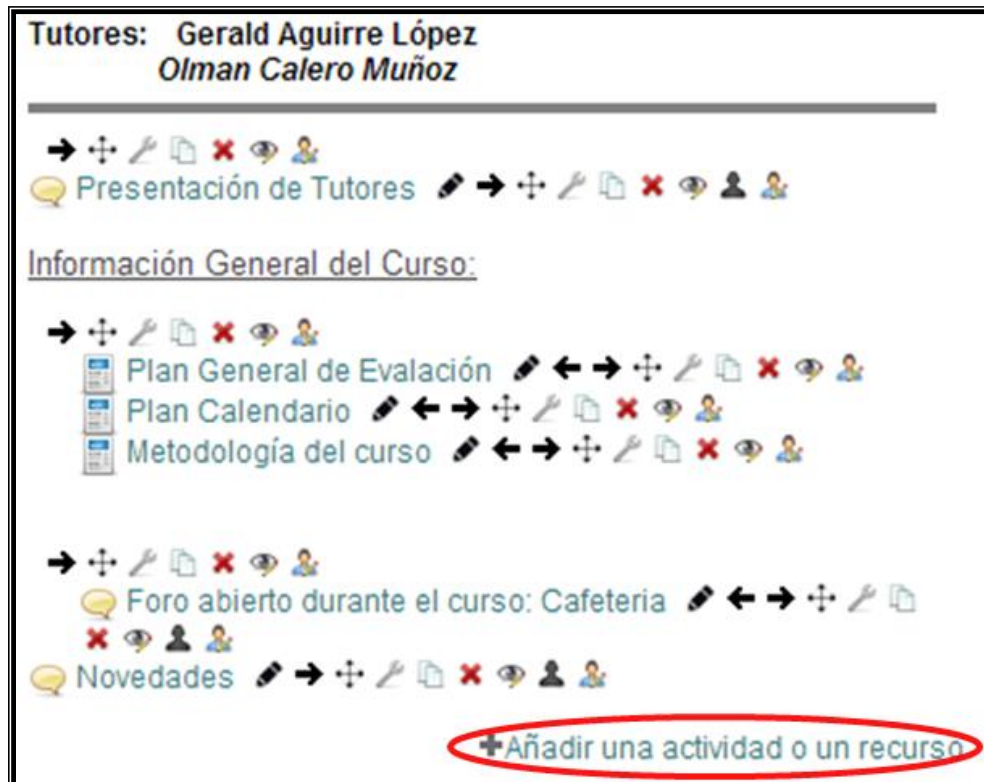 Tutores: Gerald Aguirre López
Olman Calero Muñoz
Presentación de Tutores
Información General del Curso:
Plan General de Evalación
Plan Calendario
Metodología del curso
Foro abierto durante el curso: Cafeteria
Novedades
+Añadir una actividad o un recurso